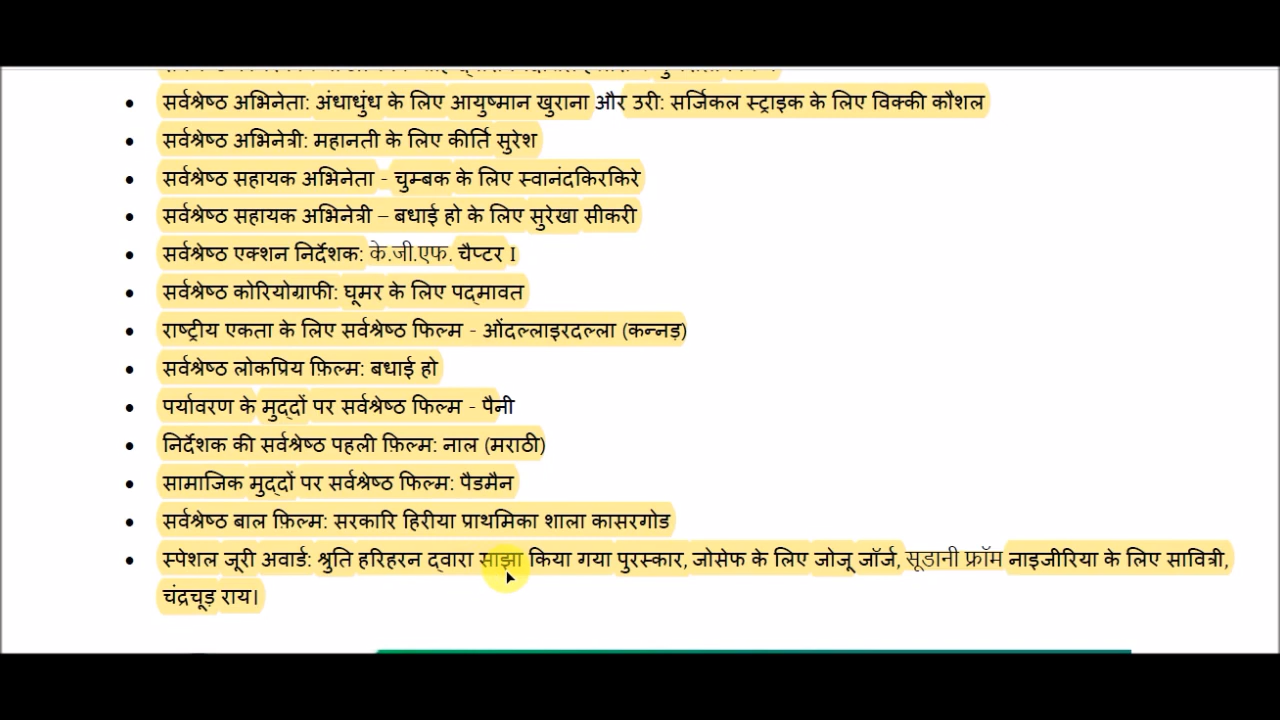 • सर्वश्रेष्ठ अभिनेता: अंधाधुंध के लिए आयुष्मान खुराना और उरी: सर्जिकल स्ट्राइक के लिए विक्की कौशल
• सर्वश्रेष्ठ अभिनेत्री: महानती के लिए कीर्ति सुरेश
• सर्वश्रेष्ठ सहायक अभिनेता - चुम्बक के लिए स्वानंदकिरकिरे
• सर्वश्रेष्ठ सहायक अभिनेत्री – बधाई हो के लिए सुरेखा सीकरी
• सर्वश्रेष्ठ एक्शन निर्देशक: के.जी.एफ. चैप्टर I
• सर्वश्रेष्ठ कोरियोग्राफी: घूमर के लिए पद्मावत
• राष्ट्रीय एकता के लिए सर्वश्रेष्ठ फिल्म - ओंदल्लाइरदल्ला (कन्नड़)
• सर्वश्रेष्ठ लोकप्रिय फ़िल्म: बधाई हो
• पर्यावरण के मुद्दों पर सर्वश्रेष्ठ फिल्म - पैनी
• निर्देशक की सर्वश्रेष्ठ पहली फ़िल्म: नाल (मराठी)
• सामाजिक मुद्दों पर सर्वश्रेष्ठ फिल्म: पैडमैन
• सर्वश्रेष्ठ बाल फ़िल्म: सरकारि हिरीया प्राथमिका शाला कासरगोड
• स्पेशल जूरी अवार्ड: श्रुति हरिहरन द्वारा साझा किया गया पुरस्कार, जोसेफ के लिए जोजू जॉर्ज, सूडानी फ्रॉम नाइजीरिया के लिए सावित्री,
चंद्रचूड़ राय।